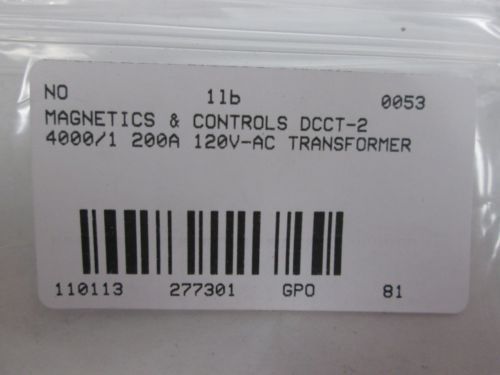 NO 1lb 0053
MAGNETICS & CONTROLS DCCT-2
4000/1 200A 120V-AC TRANSFORMER
110113 277301 GPO 81